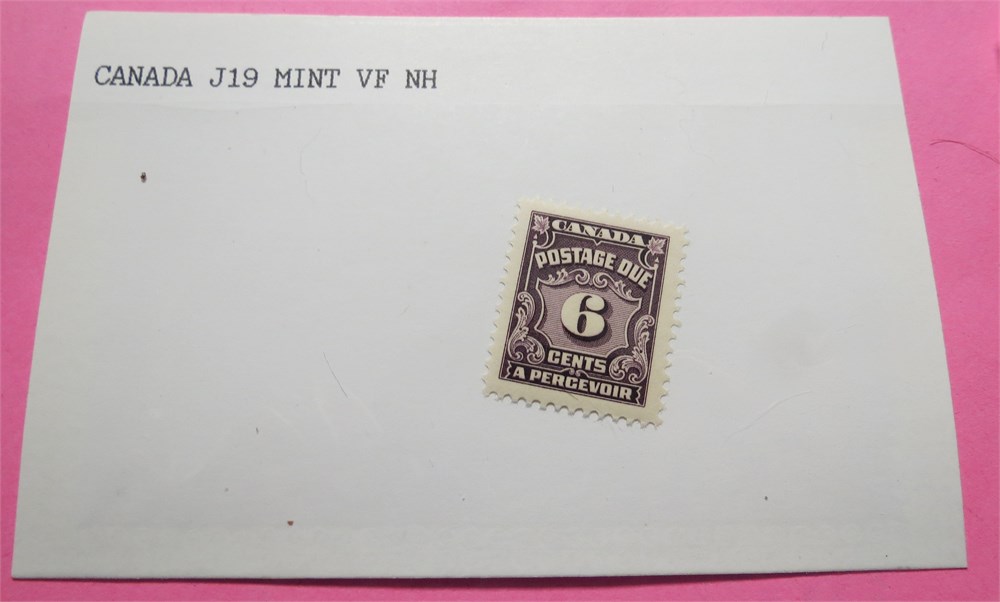 CANADA J19 MINT VF NH
CANADA
POSTAGE DUE
6
CENTS
A PERCEVOIR